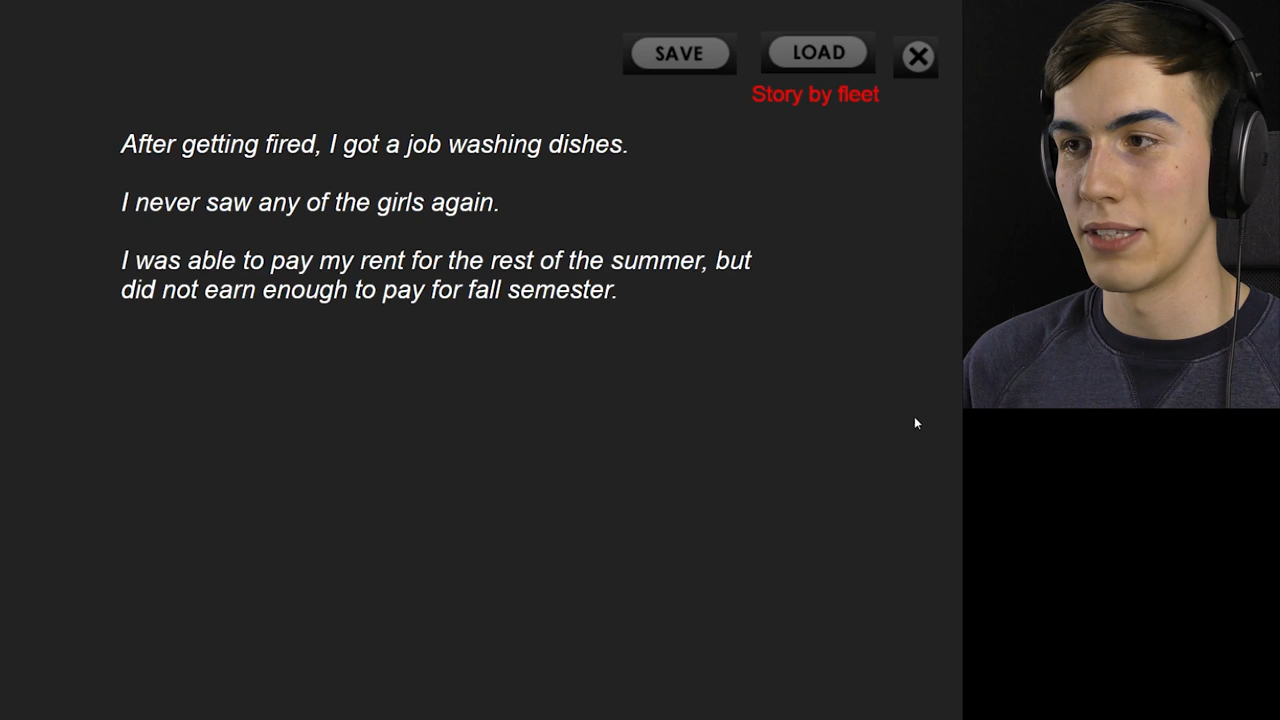 SAVE LOAD
Story by fleet
After getting fired, I got a job washing dishes.
I never saw any of the girls again.
I was able to pay my rent for the rest of the summer, but
did not earn enough to pay for fall semester.